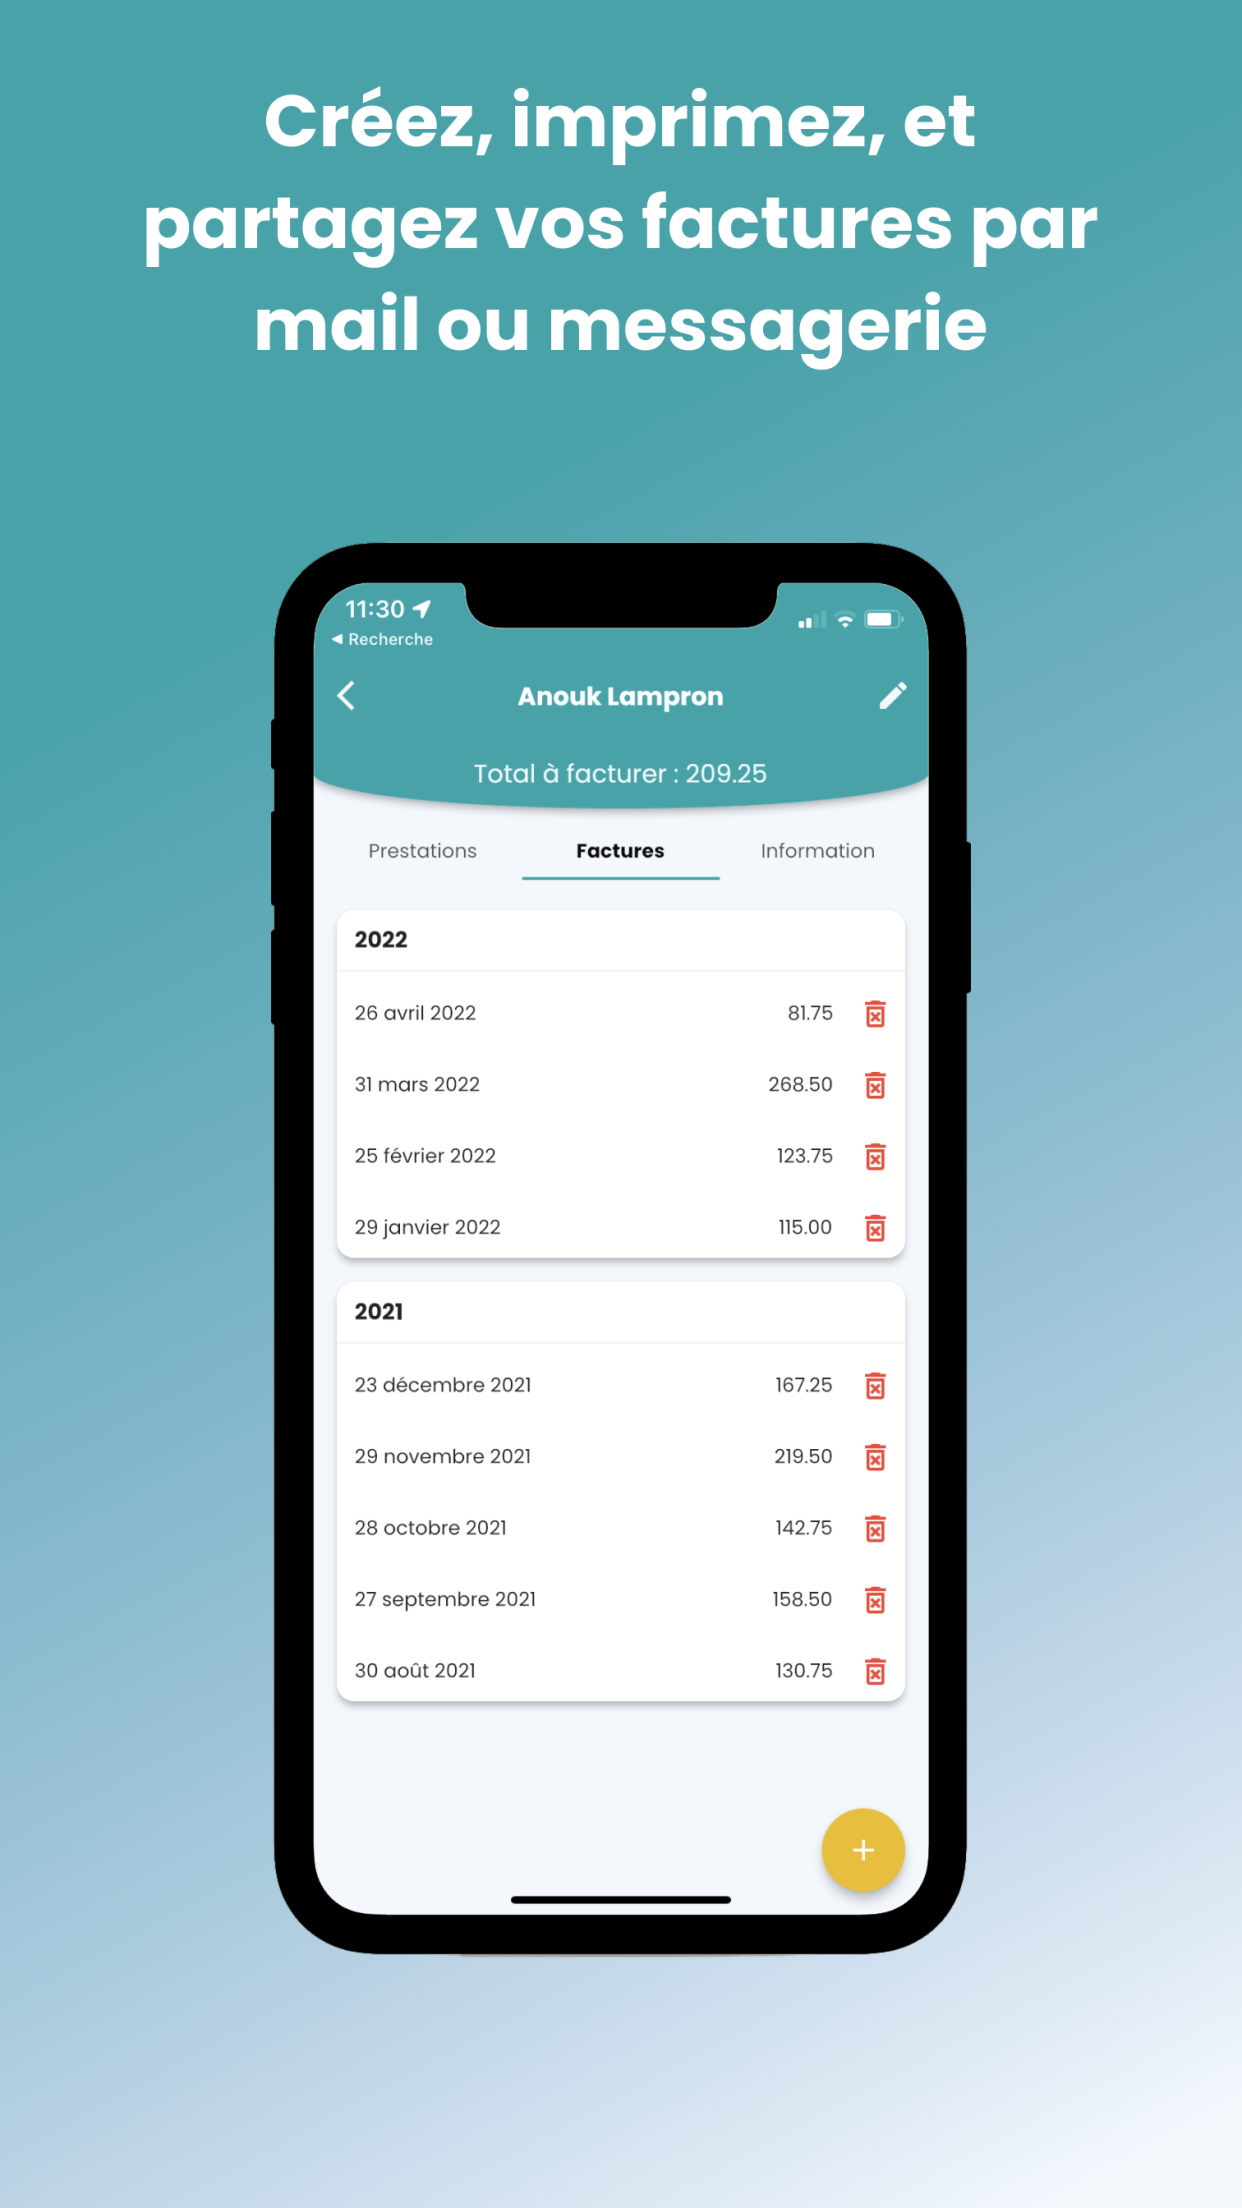 Créez, imprimez, et
partagez vos factures par
mail ou messagerie
11:30
◀ Recherche
Anouk Lampron
Total à facturer : 209.25
Prestations Factures Information
2022
26 avril 2022 81.75
31 mars 2022 268.50
25 février 2022 123.75
29 janvier 2022 115.00
2021
23 décembre 2021 167.25
29 novembre 2021 219.50
28 octobre 2021 142.75
27 septembre 2021 158.50
30 août 2021 130.75
+